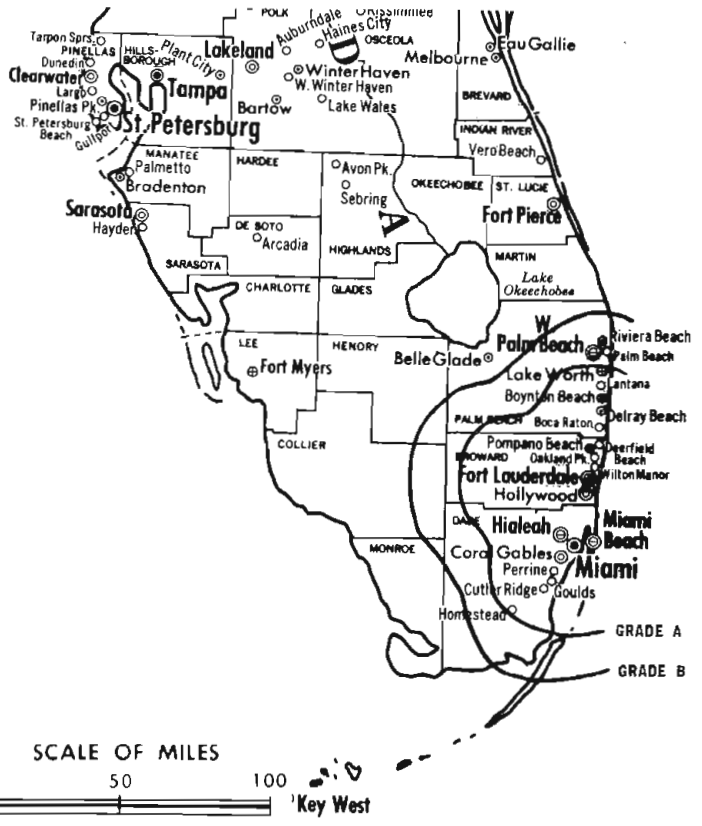 POLK
Kissimmee
Auburndale
Haines City
OSCEOLA
Tarpon Sprs.
PINELLAS
HILLS-
BOROUGH
Plant City
Lakeland
D
Eau Gallie
Melbourne
Dunedin
Clearwater
Largo
Tampa
Winter Haven
W. Winter Haven
BREVARD
Pinellas Pk.
Bartow
Lake Wales
St. Petersburg
St. Petersburg
Beach
Gulfport
INDIAN RIVER
MANATEE
HARDEE
Vero Beach
Palmetto
Avon Pk.
Bradenton
OKEECHOBEE
ST. LUCIE
Sebring
Sarasota
Fort Pierce
A
Hayden
DE SOTO
Arcadia
HIGHLANDS
MARTIN
SARASOTA
Lake
Okeechobee
CHARLOTTE
GLADES
W
Palm Beach
Riviera Beach
LEE
HENDRY
Belle Glade
Palm Beach
Fort Myers
Lake Worth
Lantana
Boynton Beach
Delray Beach
PALM BEACH
Boca Raton
COLLIER
Pompano Beach
Deerfield
Beach
BROWARD
Oakland Pk.
Fort Lauderdale
Wilton Manor
Hollywood
DADE
Hialeah
Miami
Beach
MONROE
Coral Gables
Miami
Perrine
Cutler Ridge
Goulds
Homestead
GRADE A
GRADE B
SCALE OF MILES
50
100
Key West